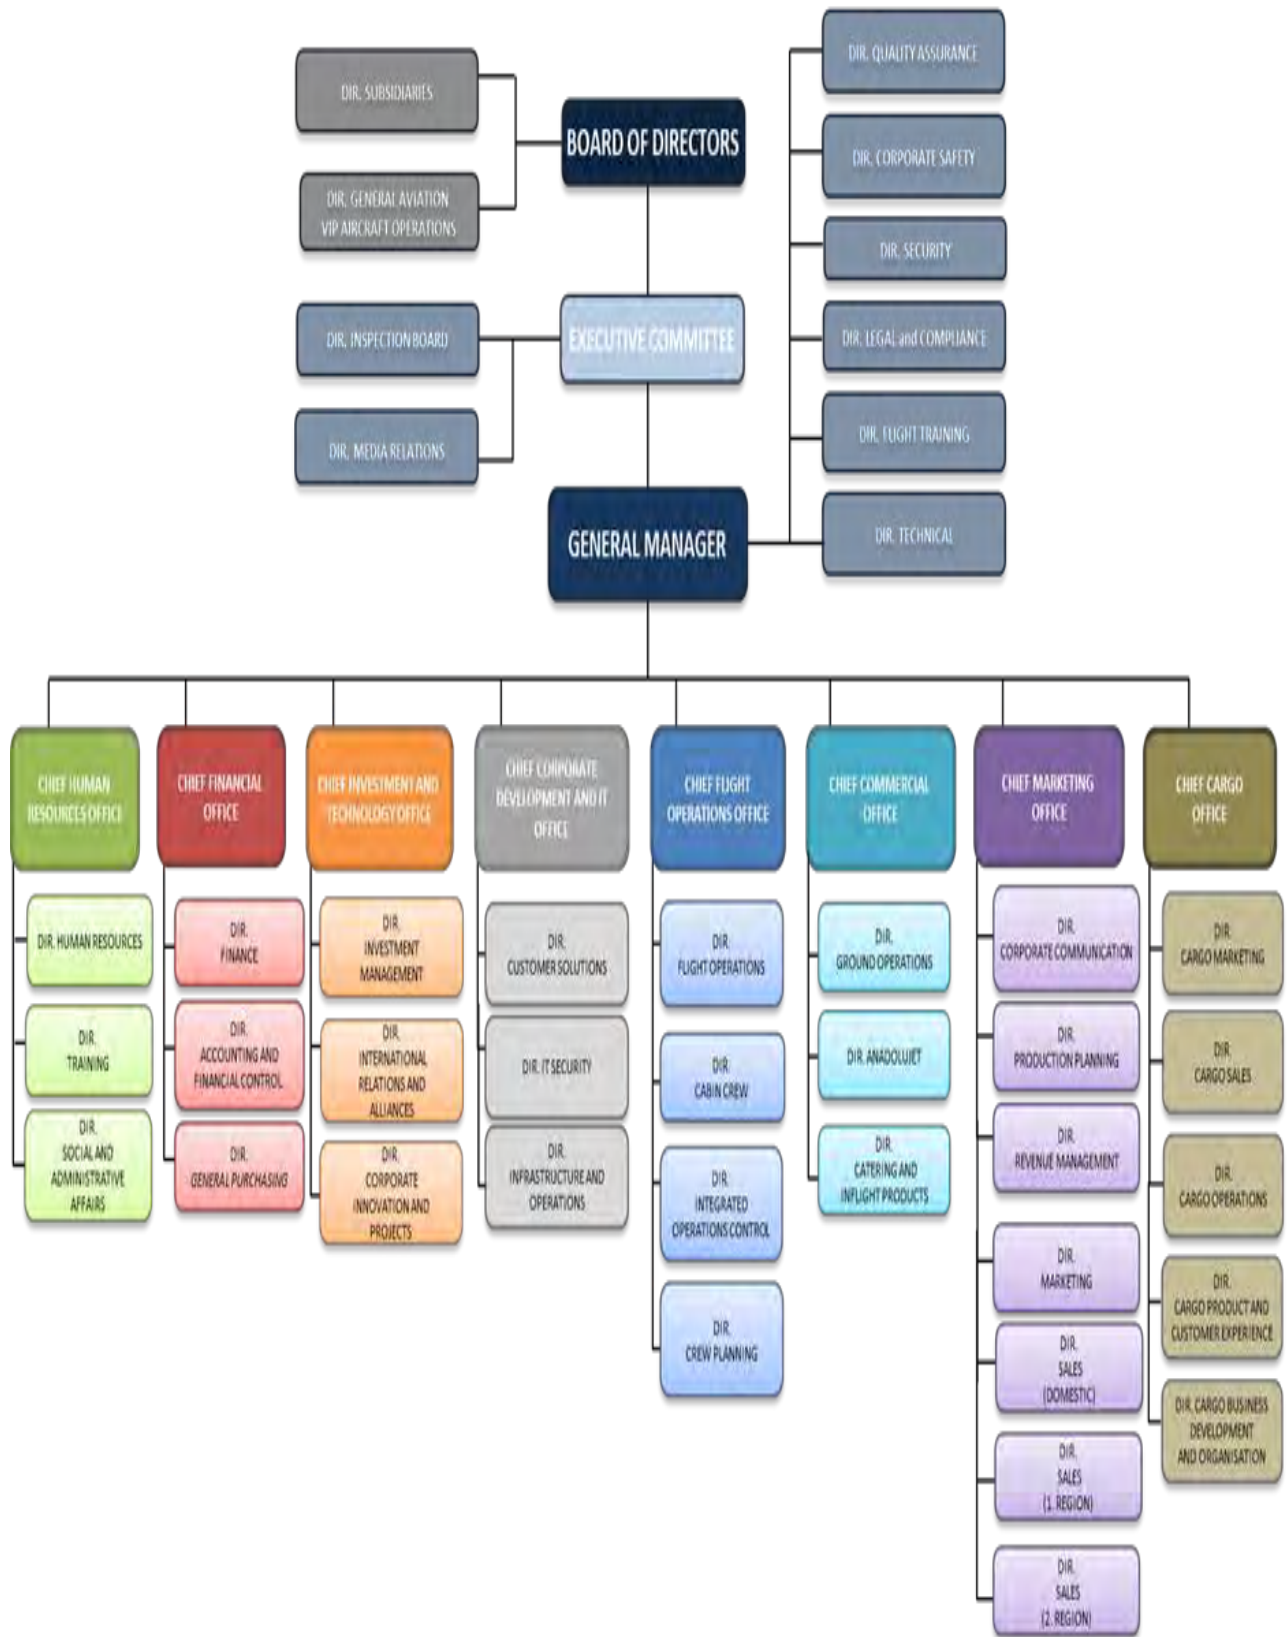 DIR. SUBSIDIARIES
DIR. GENERAL AVIATION
VIP AIRCRAFT OPERATIONS
BOARD OF DIRECTORS
DIR. INSPECTION BOARD
DIR. MEDIA RELATIONS
EXECUTIVE COMMITTEE
GENERAL MANAGER
DIR. QUALITY ASSURANCE
DIR. CORPORATE SAFETY
DIR. SECURITY
DIR. LEGAL and COMPLIANCE
DIR. FLIGHT TRAINING
DIR. TECHNICAL
CHIEF HUMAN
RESOURCES OFFICE
DIR. HUMAN RESOURCES
DIR.
TRAINING
DIR.
SOCIAL AND
ADMINISTRATIVE
AFFAIRS
CHIEF FINANCIAL
OFFICE
DIR.
FINANCE
DIR.
ACCOUNTING AND
FINANCIAL CONTROL
DIR.
GENERAL PURCHASING
CHIEF INVESTMENT AND
TECHNOLOGY OFFICE
DIR.
INVESTMENT
MANAGEMENT
DIR.
INTERNATIONAL
RELATIONS AND
ALLIANCES
DIR.
CORPORATE
INNOVATION AND
PROJECTS
CHIEF CORPORATE
DEVELOPMENT AND IT
OFFICE
DIR.
CUSTOMER SOLUTIONS
DIR. IT SECURITY
DIR.
INFRASTRUCTURE AND
OPERATIONS
CHIEF FLIGHT
OPERATIONS OFFICE
DIR.
FLIGHT OPERATIONS
DIR.
CABIN CREW
DIR.
INTEGRATED
OPERATIONS CONTROL
DIR.
CREW PLANNING
CHIEF COMMERCIAL
OFFICE
DIR.
GROUND OPERATIONS
DIR. ANADOLUJET
DIR.
CATERING AND
INFLIGHT PRODUCTS
CHIEF MARKETING
OFFICE
DIR.
CORPORATE COMMUNICATION
DIR.
PRODUCTION PLANNING
DIR.
REVENUE MANAGEMENT
DIR.
MARKETING
DIR.
SALES
(DOMESTIC)
DIR.
SALES
(1. REGION)
DIR.
SALES
(2. REGION)
CHIEF CARGO
OFFICE
DIR.
CARGO MARKETING
DIR.
CARGO SALES
DIR.
CARGO OPERATIONS
DIR.
CARGO PRODUCT AND
CUSTOMER EXPERIENCE
DIR. CARGO BUSINESS
DEVELOPMENT
AND ORGANISATION